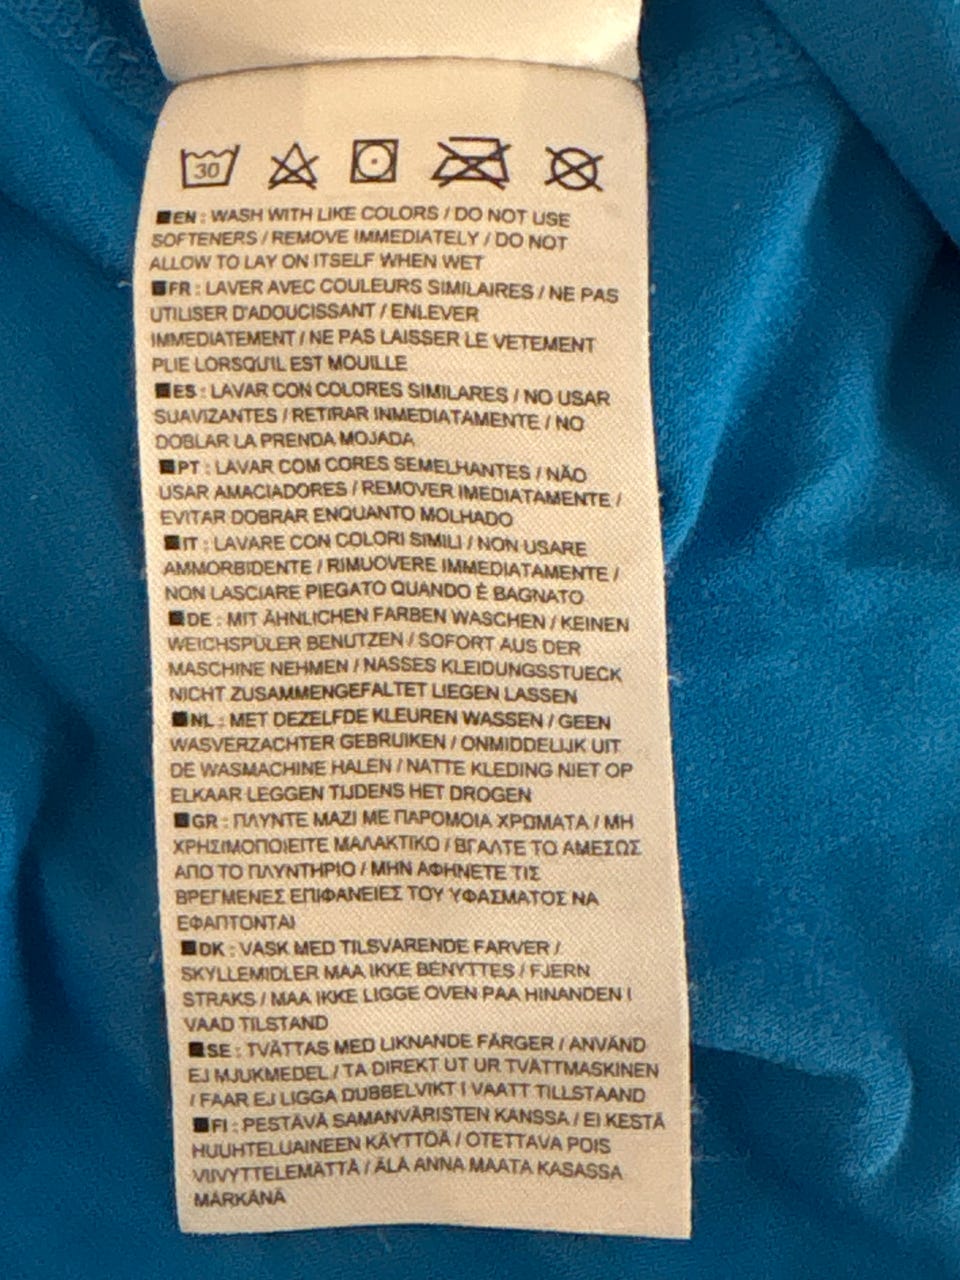 30
EN : WASH WITH LIKE COLORS / DO NOT USE
SOFTENERS / REMOVE IMMEDIATELY / DO NOT
ALLOW TO LAY ON ITSELF WHEN WET
FR : LAVER AVEC COULEURS SIMILAIRES / NE PAS
UTILISER D'ADOUCISSANT / ENLEVER
IMMEDIATEMENT / NE PAS LAISSER LE VETEMENT
PLIE LORSQU'IL EST MOUILLE
ES : LAVAR CON COLORES SIMILARES / NO USAR
SUAVIZANTES / RETIRAR INMEDIATAMENTE / NO
DOBLAR LA PRENDA MOJADA
PT : LAVAR COM CORES SEMELHANTES / NÃO
USAR AMACIADORES / REMOVER IMEDIATAMENTE /
EVITAR DOBRAR ENQUANTO MOLHADO
IT : LAVARE CON COLORI SIMILI / NON USARE
AMMORBIDENTE / RIMUOVERE IMMEDIATAMENTE /
NON LASCIARE PIEGATO QUANDO È BAGNATO
DE : MIT ÄHNLICHEN FARBEN WASCHEN / KEINEN
WEICHSPÜLER BENUTZEN / SOFORT AUS DER
MASCHINE NEHMEN / NASSES KLEIDUNGSSTUECK
NICHT ZUSAMMENGEFALTET LIEGEN LASSEN
NL : MET DEZELFDE KLEUREN WASSEN / GEEN
WASVERZACHTER GEBRUIKEN / ONMIDDELIJK UIT
DE WASMACHINE HALEN / NATTE KLEDING NIET OP
ELKAAR LEGGEN TIJDENS HET DROGEN
GR : ΠΛΥΝΤΕ ΜΑΖΙ ΜΕ ΠΑΡΟΜΟΙΑ ΧΡΩΜΑΤΑ / ΜΗ
ΧΡΗΣΙΜΟΠΟΙΕΙΤΕ ΜΑΛΑΚΤΙΚΟ / ΒΓΑΛΤΕ ΤΟ ΑΜΕΣΩΣ
ΑΠΟ ΤΟ ΠΛΥΝΤΗΡΙΟ / ΜΗΝ ΑΦΗΝΕΤΕ ΤΙΣ
ΒΡΕΓΜΕΝΕΣ ΕΠΙΦΑΝΕΙΕΣ ΤΟΥ ΥΦΑΣΜΑΤΟΣ ΝΑ
ΕΦΑΠΤΟΝΤΑΙ
DK : VASK MED TILSVARENDE FARVER /
SKYLLEMIDLER MAA IKKE BENYTTES / FJERN
STRAKS / MAA IKKE LIGGE OVEN PAA HINANDEN I
VAAD TILSTAND
SE : TVÄTTAS MED LIKNANDE FÄRGER / ANVÄND
EJ MJUKMEDEL / TA DIREKT UT UR TVÄTTMASKINEN
/ FAAR EJ LIGGA DUBBELVIKT I VAATT TILLSTAAND
FI : PESTÄVÄ SAMANVÄRISTEN KANSSA / EI KESTÄ
HUUHTELUAINEEN KÄYTTÖÄ / OTETTAVA POIS
VIIVYTTELEMÄTTÄ / ÄLÄ ANNA MAATA KASASSA
MÄRKÄNÄ